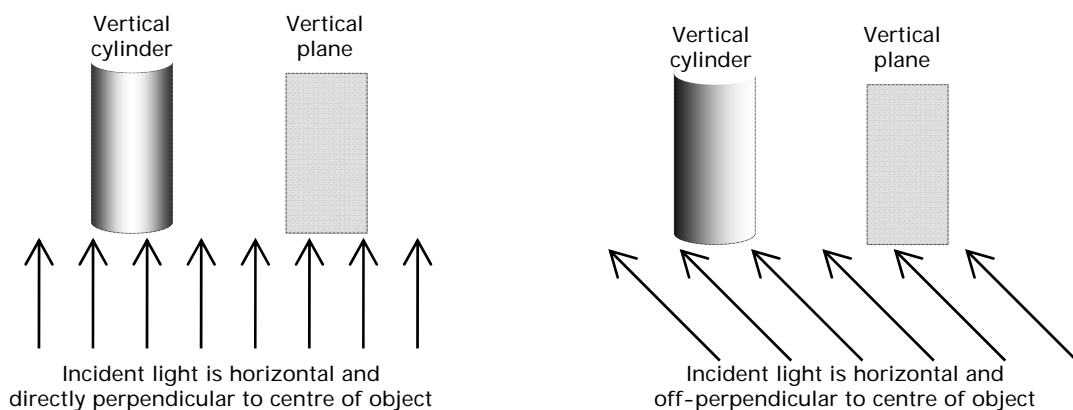 Vertical
cylinder
Vertical
plane
Incident light is horizontal and
directly perpendicular to centre of object
Vertical
cylinder
Vertical
plane
Incident light is horizontal and
off-perpendicular to centre of object